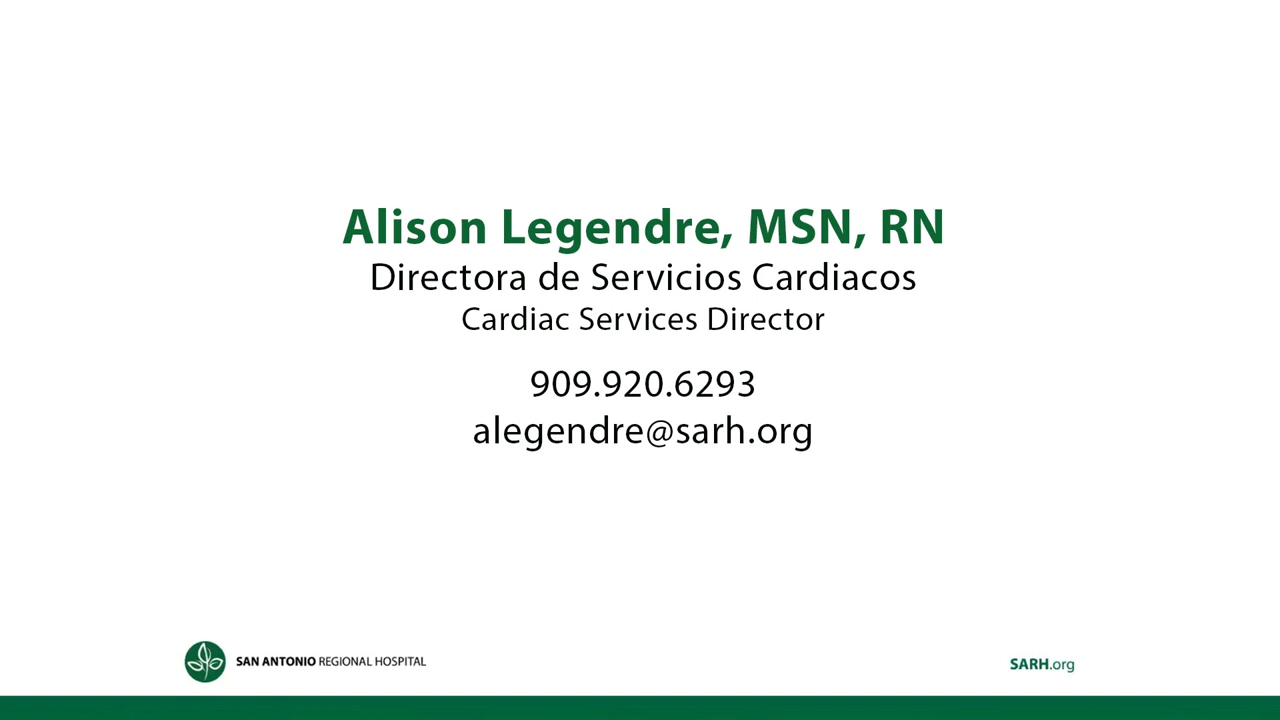 Alison Legendre, MSN, RN
Directora de Servicios Cardiacos
Cardiac Services Director
909.920.6293
alegendre@sarh.org
SAN ANTONIO REGIONAL HOSPITAL
SARH.org